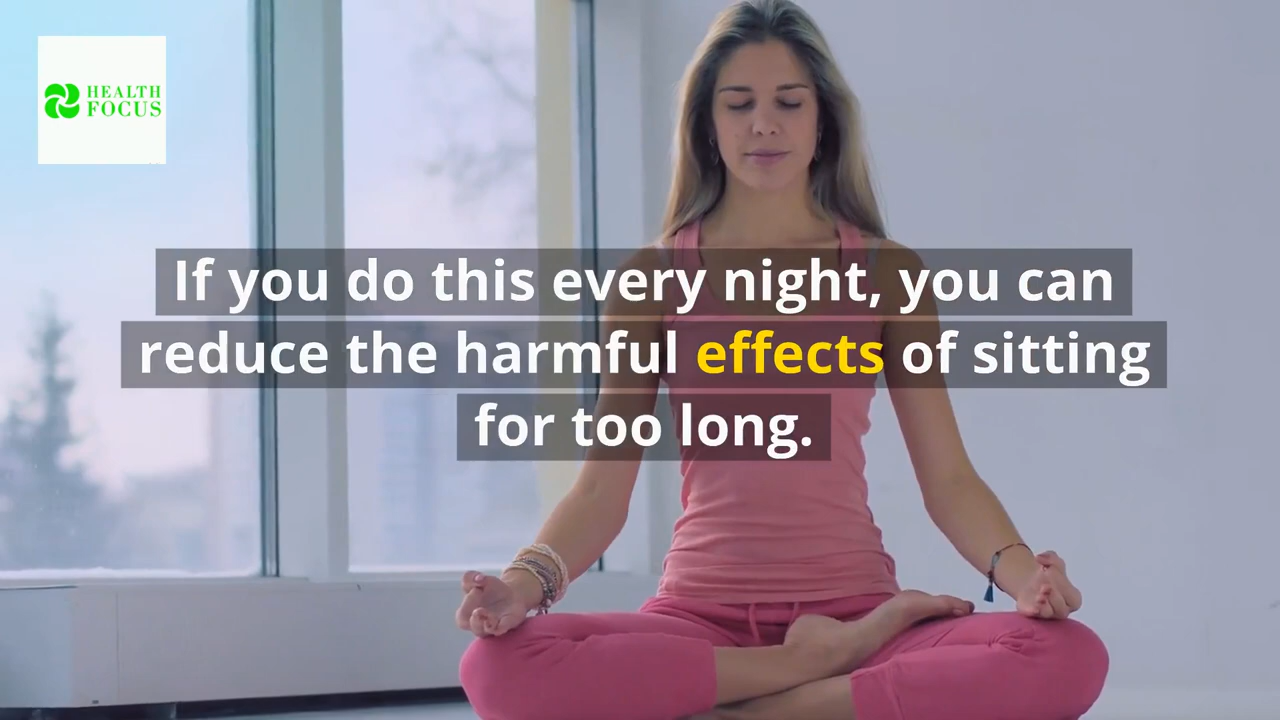 HEALTH
FOCUS
If you do this every night, you can
reduce the harmful effects of sitting
for too long.